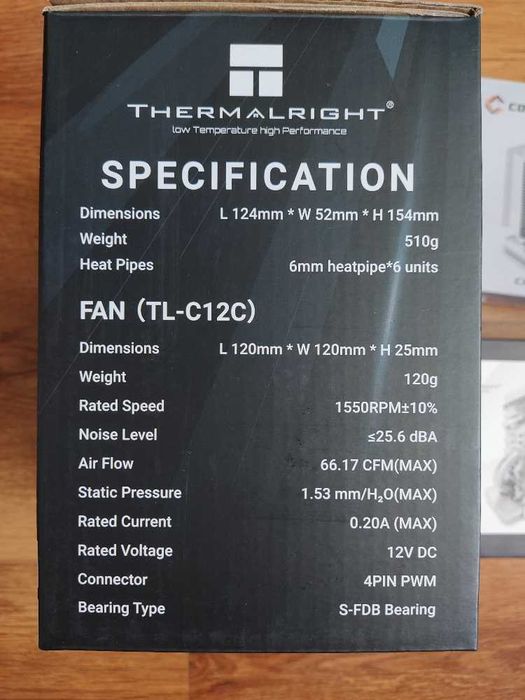 THERMALRIGHT®
low Temperature high Performance
SPECIFICATION
Dimensions L 124mm * W 52mm * H 154mm
Weight 510g
Heat Pipes 6mm heatpipe*6 units
FAN (TL-C12C)
Dimensions L 120mm * W 120mm * H 25mm
Weight 120g
Rated Speed 1550RPM±10%
Noise Level ≤25.6 dBA
Air Flow 66.17 CFM(MAX)
Static Pressure 1.53 mm/H₂O(MAX)
Rated Current 0.20A (MAX)
Rated Voltage 12V DC
Connector 4PIN PWM
Bearing Type S-FDB Bearing